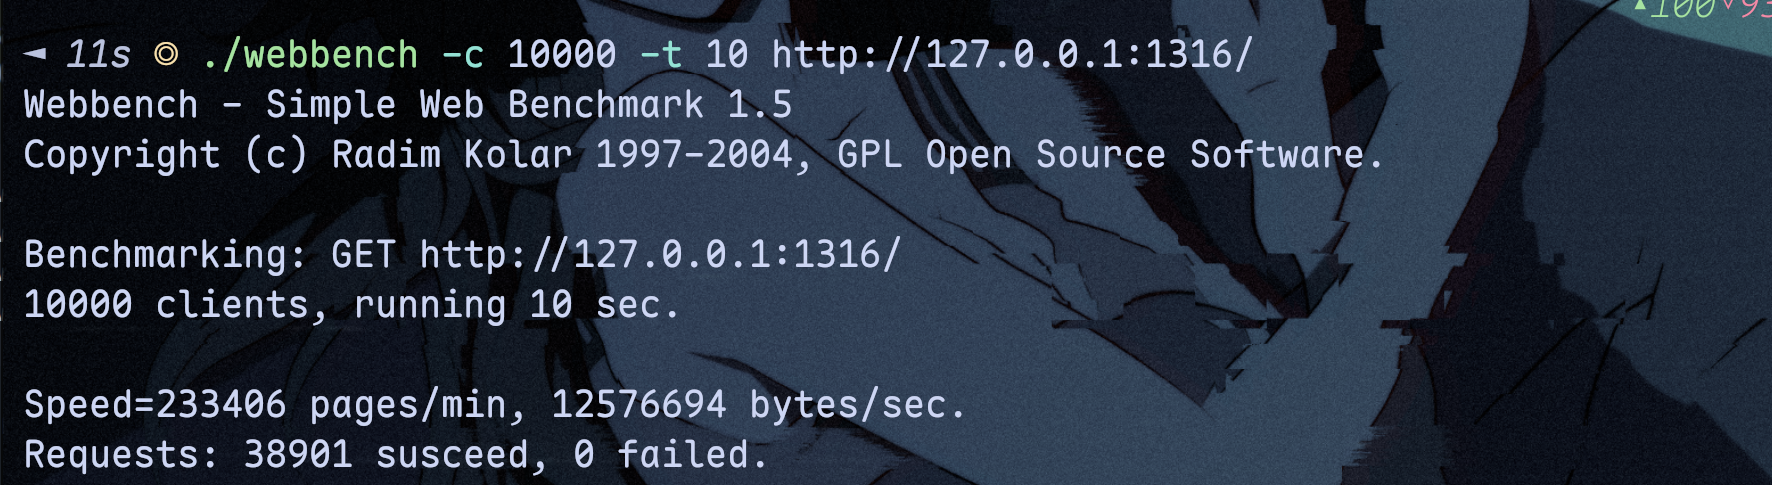 ◄ 11s ◎ ./webbench -c 10000 -t 10 http://127.0.0.1:1316/
Webbench - Simple Web Benchmark 1.5
Copyright (c) Radim Kolar 1997-2004, GPL Open Source Software.
Benchmarking: GET http://127.0.0.1:1316/
10000 clients, running 10 sec.
Speed=233406 pages/min, 12576694 bytes/sec.
Requests: 38901 susceed, 0 failed.